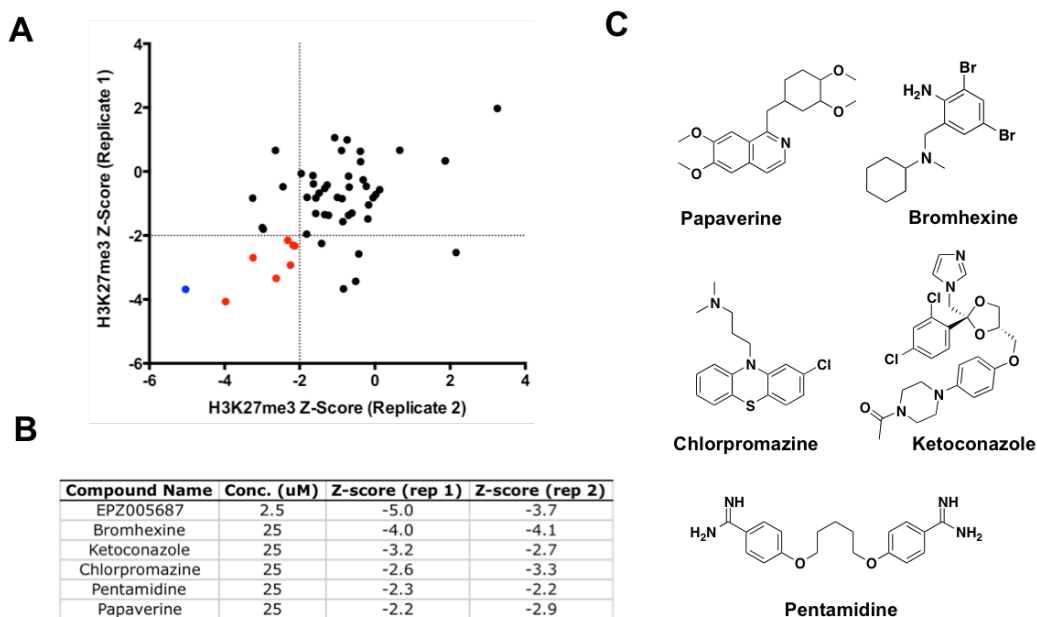 A
4
2
0
-2
-4
-6
-6
-4
-2
0
2
4
H3K27me3 Z-Score (Replicate 1)
H3K27me3 Z-Score (Replicate 2)
B
Compound Name Conc. (uM) Z-score (rep 1) Z-score (rep 2)
EPZ005687 2.5 -5.0 -3.7
Bromhexine 25 -4.0 -4.1
Ketoconazole 25 -3.2 -2.7
Chlorpromazine 25 -2.6 -3.3
Pentamidine 25 -2.3 -2.2
Papaverine 25 -2.2 -2.9
C
O
O
O
O
N
Papaverine
Br
H₂N
Br
N
Bromhexine
N
N
Cl
S
Chlorpromazine
N
N
Cl
O
O
Cl
O
N
N
O
Ketoconazole
NH
H₂N
O
O
NH
NH₂
Pentamidine